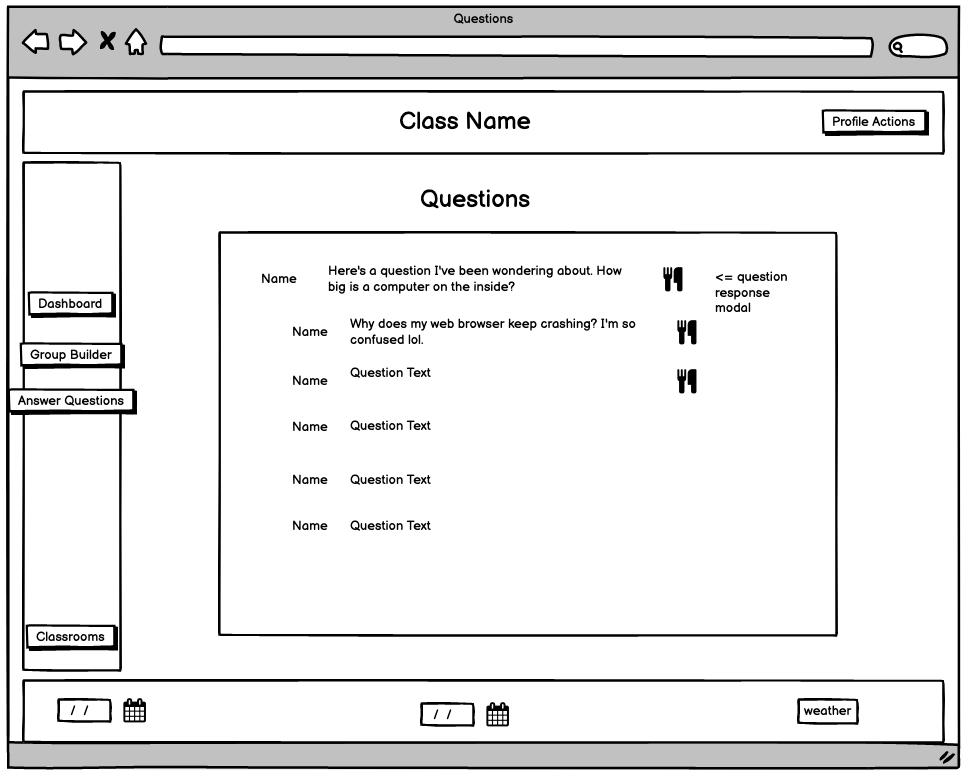 Questions
Class Name
Profile Actions
Questions
Name
Here's a question I've been wondering about. How
big is a computer on the inside?
<= question
response
modal
Name
Why does my web browser keep crashing? I'm so
confused lol.
Name
Question Text
Name
Question Text
Name
Question Text
Name
Question Text
Dashboard
Group Builder
Answer Questions
Classrooms
/ /
/ /
weather